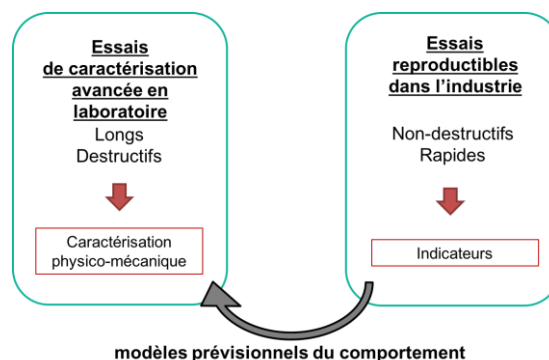 Essais
de caractérisation
avancée en
laboratoire
Longs
Destructifs
Caractérisation
physico-mécanique
Essais
reproductibles
dans l'industrie
Non-destructifs
Rapides
Indicateurs
modèles prévisionnels du comportement